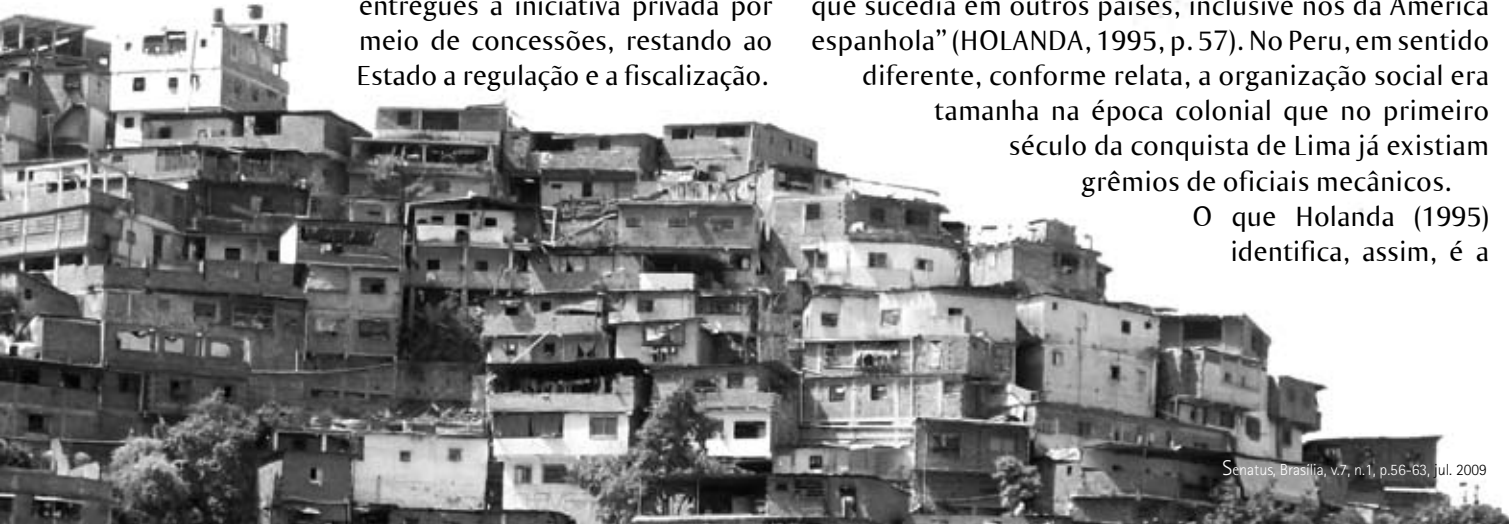 entregues à iniciativa privada por
meio de concessões, restando ao
Estado a regulação e a fiscalização.
que sucedia em outros países, inclusive nos da América
espanhola” (HOLANDA, 1995, p. 57). No Peru, em sentido
diferente, conforme relata, a organização social era
tamanha na época colonial que no primeiro
século da conquista de Lima já existiam
grêmios de oficiais mecânicos.
O que Holanda (1995)
identifica, assim, é a
Senatus, Brasília, v.7, n.1, p.56-63, jul. 2009